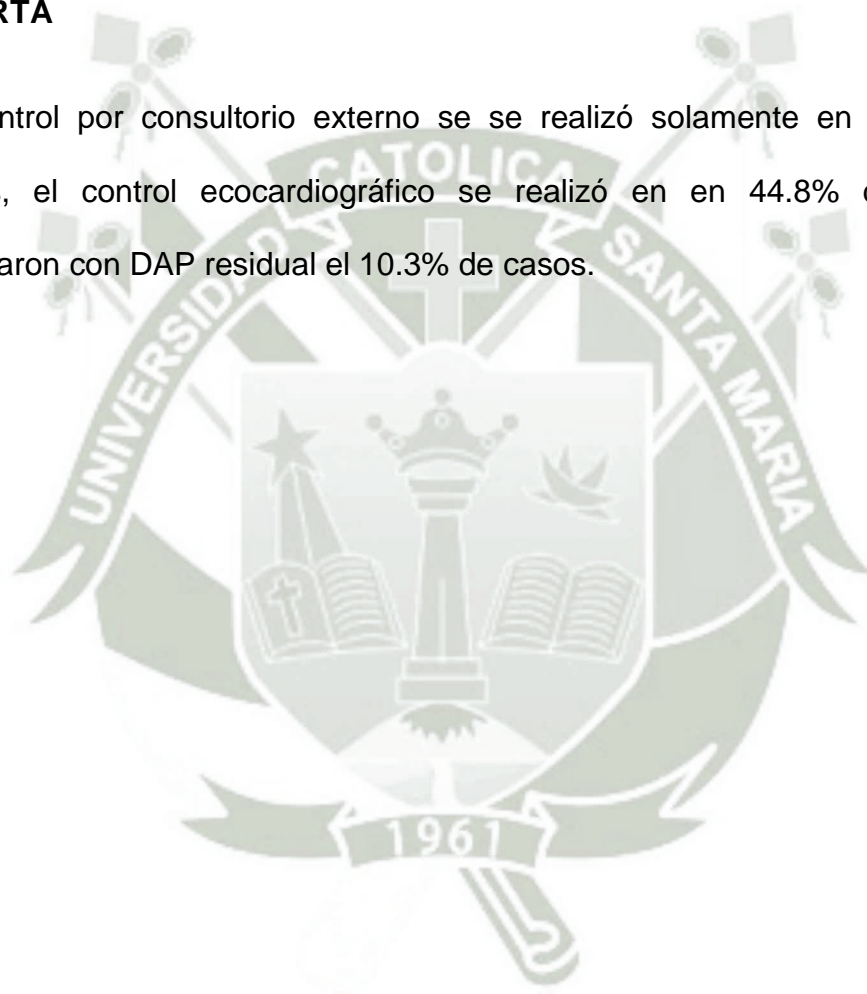 RTA
ntrol por consultorio externo se se realizó solamente en
, el control ecocardiográfico se realizó en en 44.8%
aron con DAP residual el 10.3% de casos.
UNIVERSIDAD CATOLICA SANTA MARIA
1961